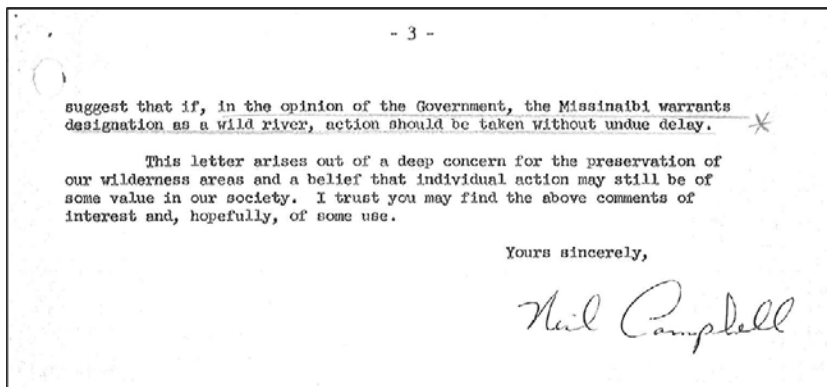 - 3 -
suggest that if, in the opinion of the Government, the Missinaibi warrants
designation as a wild river, action should be taken without undue delay. *
This letter arises out of a deep concern for the preservation of
our wilderness areas and a belief that individual action may still be of
some value in our society. I trust you may find the above comments of
interest and, hopefully, of some use.
Yours sincerely,
Neil Campbell